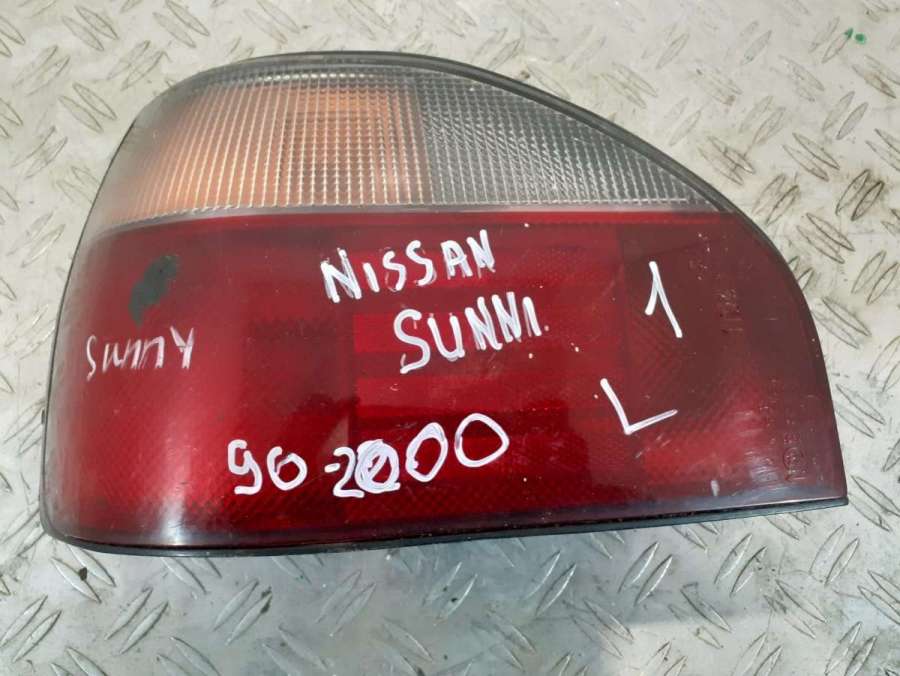 NISSAN
SUNNI.
1
Sunny
L
90-2000